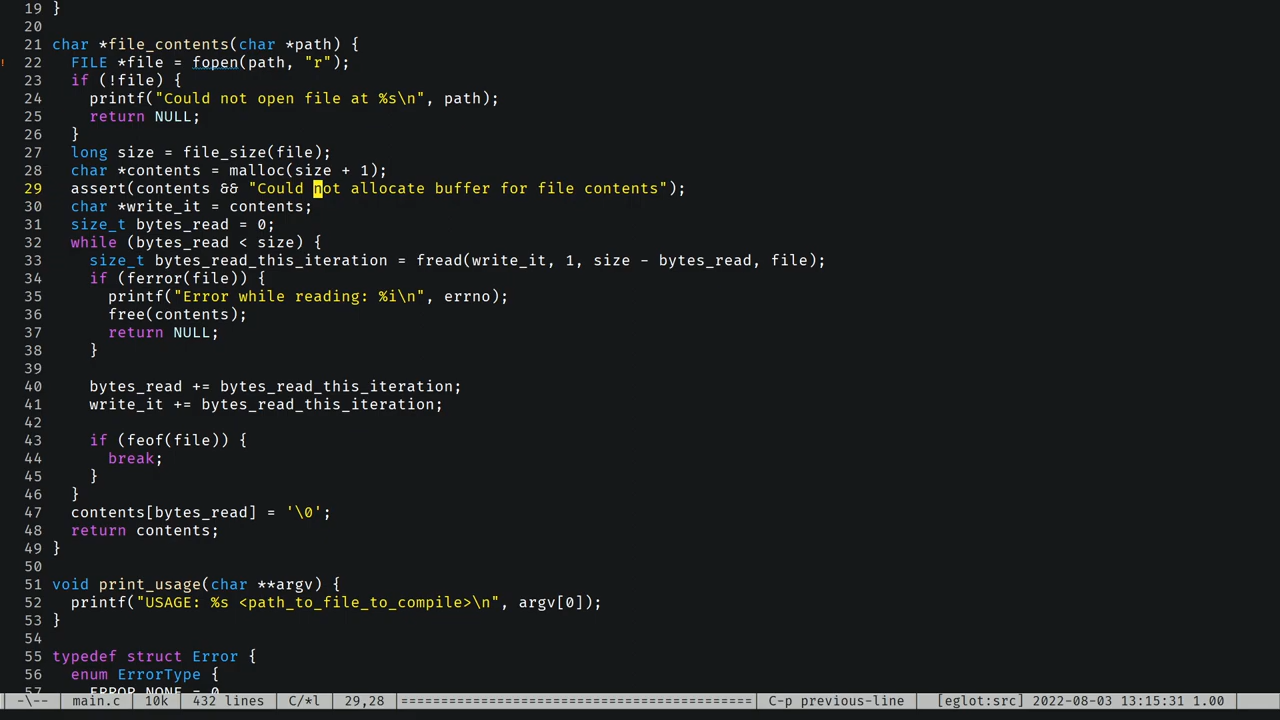 19 }
20
21 char *file_contents(char *path) {
! 22   FILE *file = fopen(path, "r");
23   if (!file) {
24     printf("Could not open file at %s\n", path);
25     return NULL;
26   }
27   long size = file_size(file);
28   char *contents = malloc(size + 1);
29   assert(contents && "Could not allocate buffer for file contents");
30   char *write_it = contents;
31   size_t bytes_read = 0;
32   while (bytes_read < size) {
33     size_t bytes_read_this_iteration = fread(write_it, 1, size - bytes_read, file);
34     if (ferror(file)) {
35       printf("Error while reading: %i\n", errno);
36       free(contents);
37       return NULL;
38     }
39
40     bytes_read += bytes_read_this_iteration;
41     write_it += bytes_read_this_iteration;
42
43     if (feof(file)) {
44       break;
45     }
46   }
47   contents[bytes_read] = '\0';
48   return contents;
49 }
50
51 void print_usage(char **argv) {
52   printf("USAGE: %s <path_to_file_to_compile>\n", argv[0]);
53 }
54
55 typedef struct Error {
56   enum ErrorType {
57     ERROR_NONE = 0
-\-- main.c 10k 432 lines C/*l 29,28 =========================================== C-p previous-line [eglot:src] 2022-08-03 13:15:31 1.00